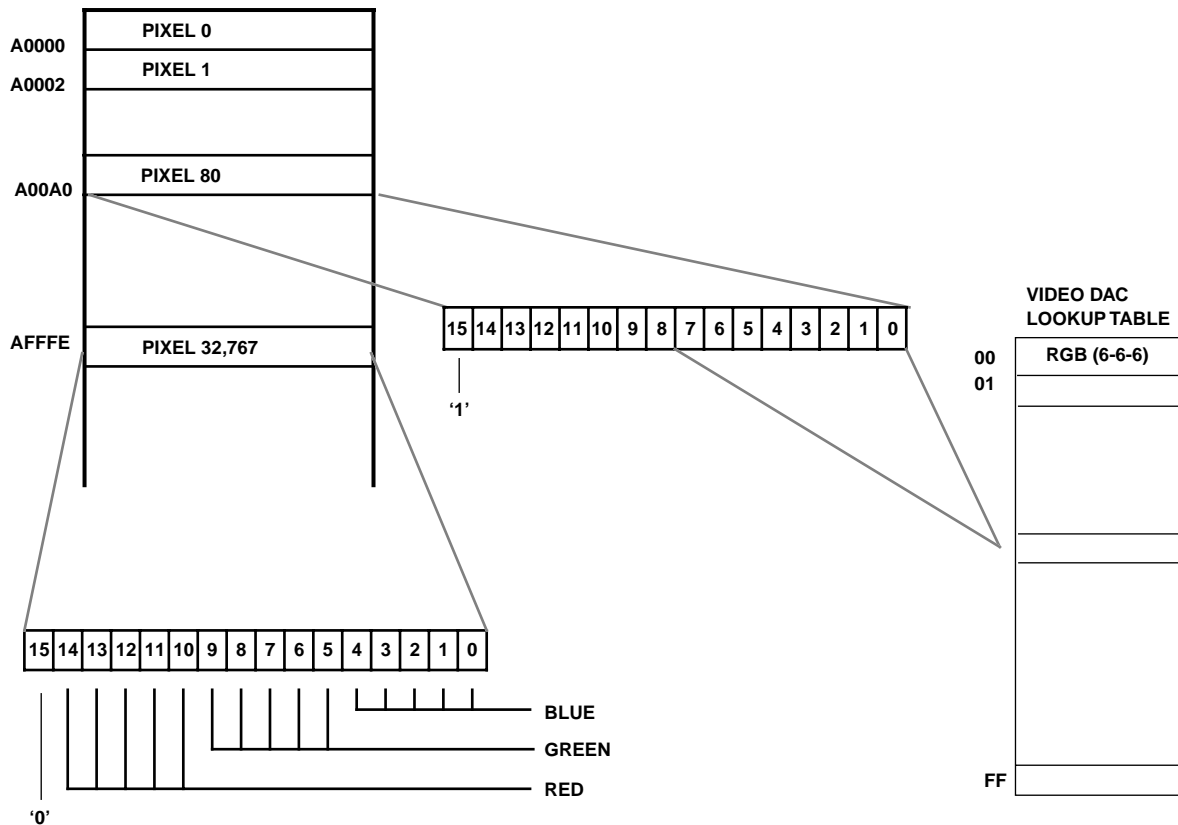 PIXEL 0
A0000
PIXEL 1
A0002
PIXEL 80
A00A0
AFFFE
PIXEL 32,767
15 14 13 12 11 10 9 8 7 6 5 4 3 2 1 0
‘1’
VIDEO DAC
LOOKUP TABLE
00
RGB (6-6-6)
01
FF
15 14 13 12 11 10 9 8 7 6 5 4 3 2 1 0
BLUE
GREEN
RED
‘0’